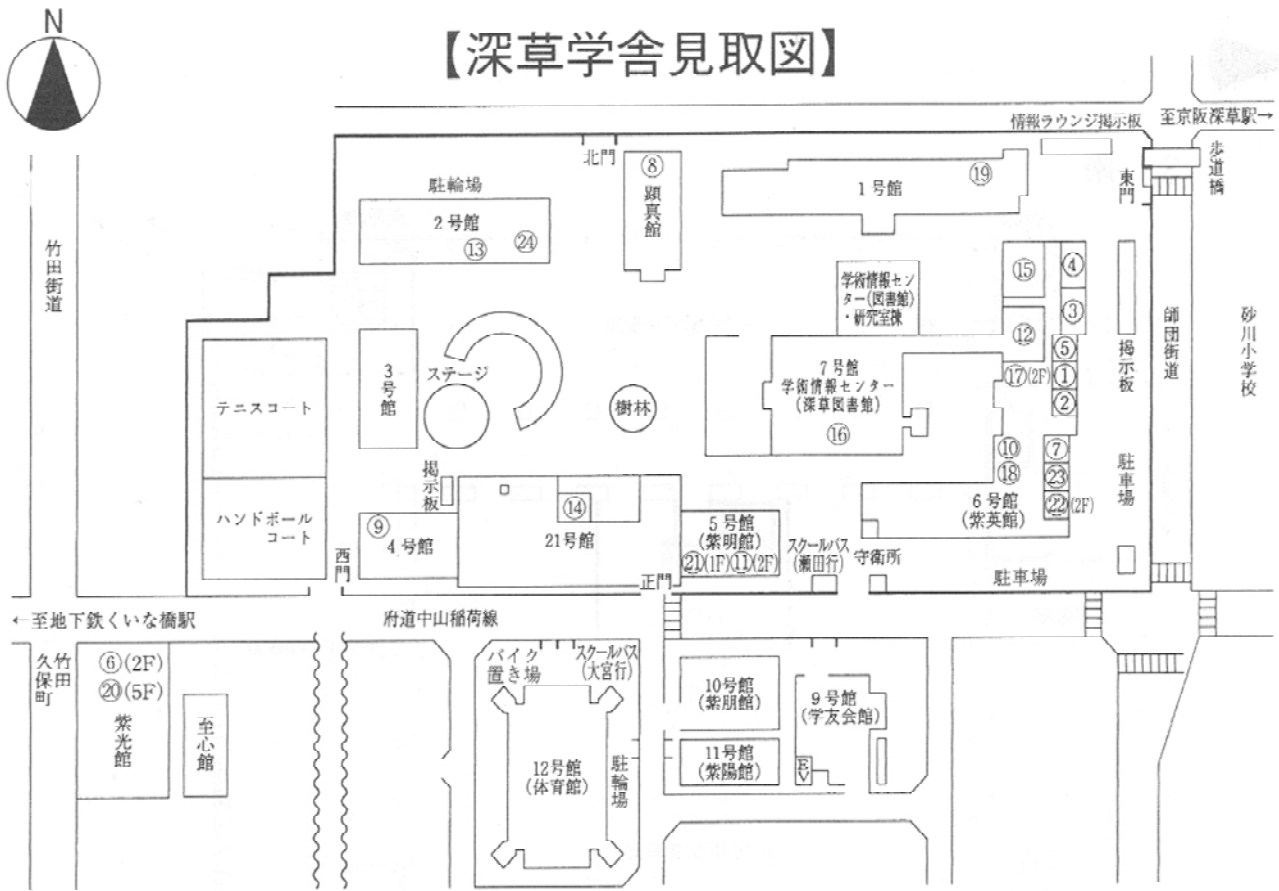 N
【深草学舎見取図】
情報ラウンジ掲示板
至京阪深草駅→
北門
東門
歩道橋
駐輪場
2号館
⑬
㉔
⑧
顕真館
1号館
⑲
竹田街道
学術情報セン
ター(図書館)
・研究室棟
⑮
④
③
⑫
⑤
⑰(2F)
①
②
掲示板
師団街道
砂川小学校
テニスコート
3号館
ステージ
樹林
7号館
学術情報センター
(深草図書館)
⑯
⑩
⑱
⑦
㉓
㉒(2F)
6号館
(紫英館)
駐車場
掲示板
ハンドボール
コート
⑨
4号館
⑭
21号館
5号館
(紫明館)
㉑(1F)⑪(2F)
スクールバス
(瀬田行)
守衛所
駐車場
西門
正門
←至地下鉄くいな橋駅
府道中山稲荷線
竹田
久保町
⑥(2F)
⑳(5F)
紫光館
至心館
バイク
置き場
スクールバス
(大宮行)
12号館
(体育館)
駐輪場
10号館
(紫朋館)
11号館
(紫陽館)
9号館
(学友会館)
EV